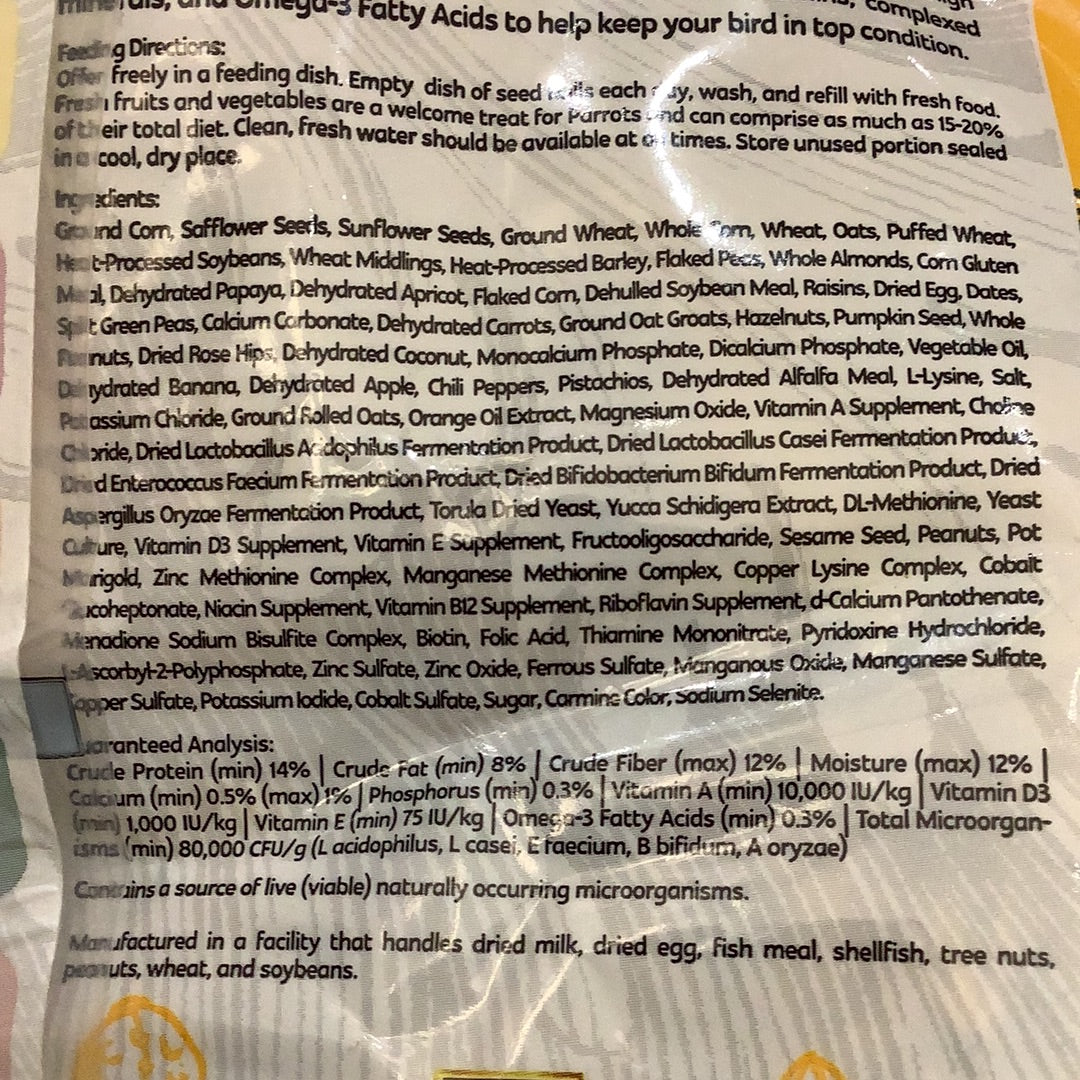 minerals, and Omega-3 Fatty Acids to help keep your bird in top condition.
complexed
Feeding Directions:
Offer freely in a feeding dish. Empty dish of seed hulls each day, wash, and refill with fresh food.
Fresh fruits and vegetables are a welcome treat for Parrots and can comprise as much as 15-20%
of their total diet. Clean, fresh water should be available at all times. Store unused portion sealed
in a cool, dry place.
Ingredients:
Ground Corn, Safflower Seeds, Sunflower Seeds, Ground Wheat, Whole Corn, Wheat, Oats, Puffed Wheat,
Heat-Processed Soybeans, Wheat Middlings, Heat-Processed Barley, Flaked Peas, Whole Almonds, Corn Gluten
Meal, Dehydrated Papaya, Dehydrated Apricot, Flaked Corn, Dehulled Soybean Meal, Raisins, Dried Egg, Dates,
Split Green Peas, Calcium Carbonate, Dehydrated Carrots, Ground Oat Groats, Hazelnuts, Pumpkin Seed, Whole
Peanuts, Dried Rose Hips, Dehydrated Coconut, Monocalcium Phosphate, Dicalcium Phosphate, Vegetable Oil,
Dehydrated Banana, Dehydrated Apple, Chili Peppers, Pistachios, Dehydrated Alfalfa Meal, L-Lysine, Salt,
Potassium Chloride, Ground Rolled Oats, Orange Oil Extract, Magnesium Oxide, Vitamin A Supplement, Choline
Chloride, Dried Lactobacillus Acidophilus Fermentation Product, Dried Lactobacillus Casei Fermentation Product,
Dried Enterococcus Faecium Fermentation Product, Dried Bifidobacterium Bifidum Fermentation Product, Dried
Aspergillus Oryzae Fermentation Product, Torula Dried Yeast, Yucca Schidigera Extract, DL-Methionine, Yeast
Culture, Vitamin D3 Supplement, Vitamin E Supplement, Fructooligosaccharide, Sesame Seed, Peanuts, Pot
Marigold, Zinc Methionine Complex, Manganese Methionine Complex, Copper Lysine Complex, Cobalt
Glucoheptonate, Niacin Supplement, Vitamin B12 Supplement, Riboflavin Supplement, d-Calcium Pantothenate,
Menadione Sodium Bisulfite Complex, Biotin, Folic Acid, Thiamine Mononitrate, Pyridoxine Hydrochloride,
L-Ascorbyl-2-Polyphosphate, Zinc Sulfate, Zinc Oxide, Ferrous Sulfate, Manganous Oxide, Manganese Sulfate,
Copper Sulfate, Potassium Iodide, Cobalt Sulfate, Sugar, Carmine Color, Sodium Selenite.
Guaranteed Analysis:
Crude Protein (min) 14% | Crude Fat (min) 8% | Crude Fiber (max) 12% | Moisture (max) 12% |
Calcium (min) 0.5% (max) 1% | Phosphorus (min) 0.3% | Vitamin A (min) 10,000 IU/kg | Vitamin D3
(min) 1,000 IU/kg | Vitamin E (min) 75 IU/kg | Omega-3 Fatty Acids (min) 0.3% | Total Microorgan-
isms (min) 80,000 CFU/g (L acidophilus, L casei, E faecium, B bifidum, A oryzae)
Contains a source of live (viable) naturally occurring microorganisms.
Manufactured in a facility that handles dried milk, dried egg, fish meal, shellfish, tree nuts,
peanuts, wheat, and soybeans.